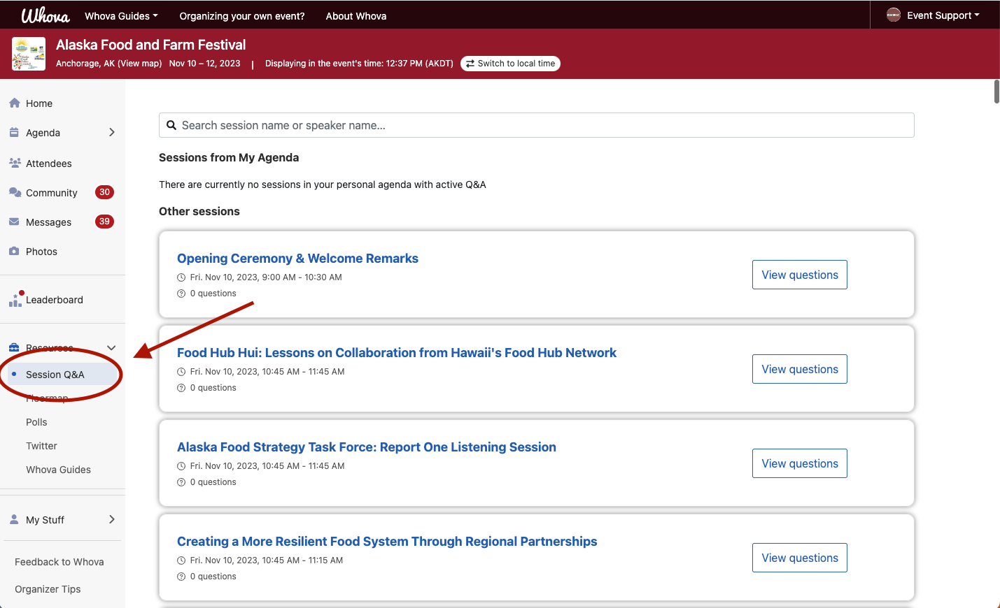 Whova
Whova Guides
Organizing your own event?
About Whova
Event Support
Alaska Food and Farm Festival
Anchorage, AK (View map) Nov 10 – 12, 2023 | Displaying in the event's time: 12:37 PM (AKDT)
Switch to local time
Home
Agenda
Attendees
Community 30
Messages 39
Photos
Leaderboard
Resources
Session Q&A
Floormap
Polls
Twitter
Whova Guides
My Stuff
Feedback to Whova
Organizer Tips
Search session name or speaker name...
Sessions from My Agenda
There are currently no sessions in your personal agenda with active Q&A
Other sessions
Opening Ceremony & Welcome Remarks
Fri. Nov 10, 2023, 9:00 AM - 10:30 AM
0 questions
View questions
Food Hub Hui: Lessons on Collaboration from Hawaii's Food Hub Network
Fri. Nov 10, 2023, 10:45 AM - 11:45 AM
0 questions
View questions
Alaska Food Strategy Task Force: Report One Listening Session
Fri. Nov 10, 2023, 10:45 AM - 11:45 AM
0 questions
View questions
Creating a More Resilient Food System Through Regional Partnerships
Fri. Nov 10, 2023, 10:45 AM - 11:15 AM
0 questions
View questions